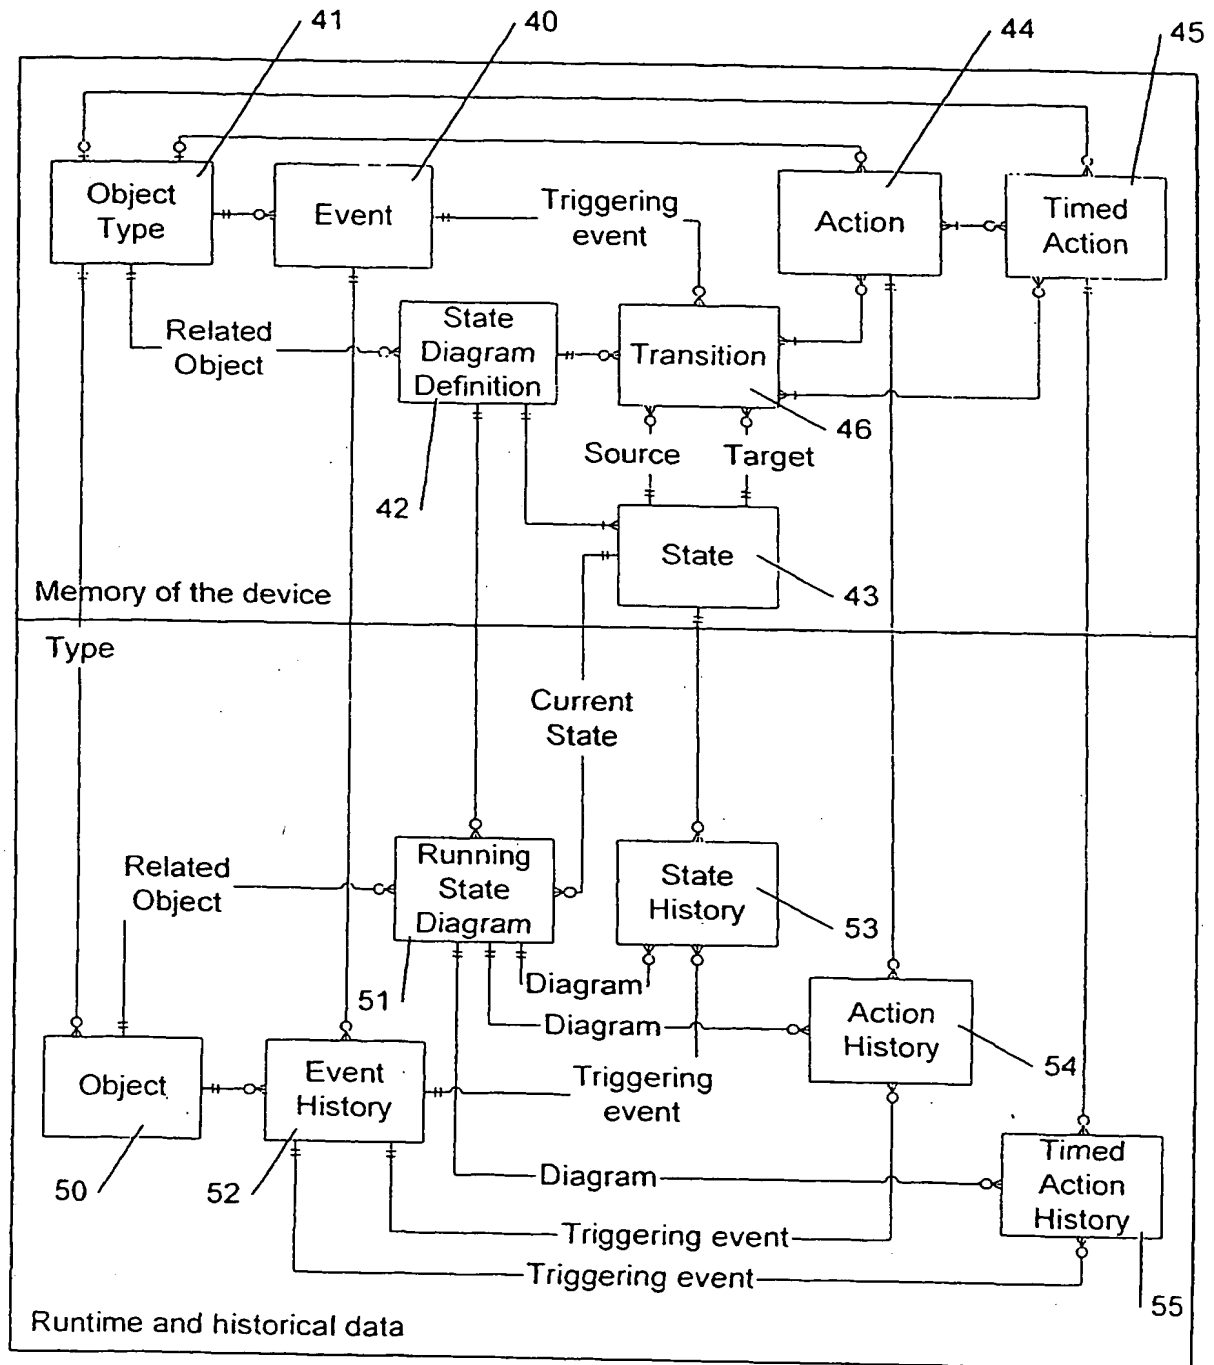 41
40
44
45
Object
Type
Event
Triggering
event
Action
Timed
Action
Related
Object
State
Diagram
Definition
Transition
46
Source
Target
42
State
43
Memory of the device
Type
Current
State
Related
Object
Running
State
Diagram
State
History
53
51
Diagram
Diagram
Action
History
54
Object
Event
History
Triggering
event
50
52
Diagram
Timed
Action
History
Triggering event
Triggering event
55
Runtime and historical data